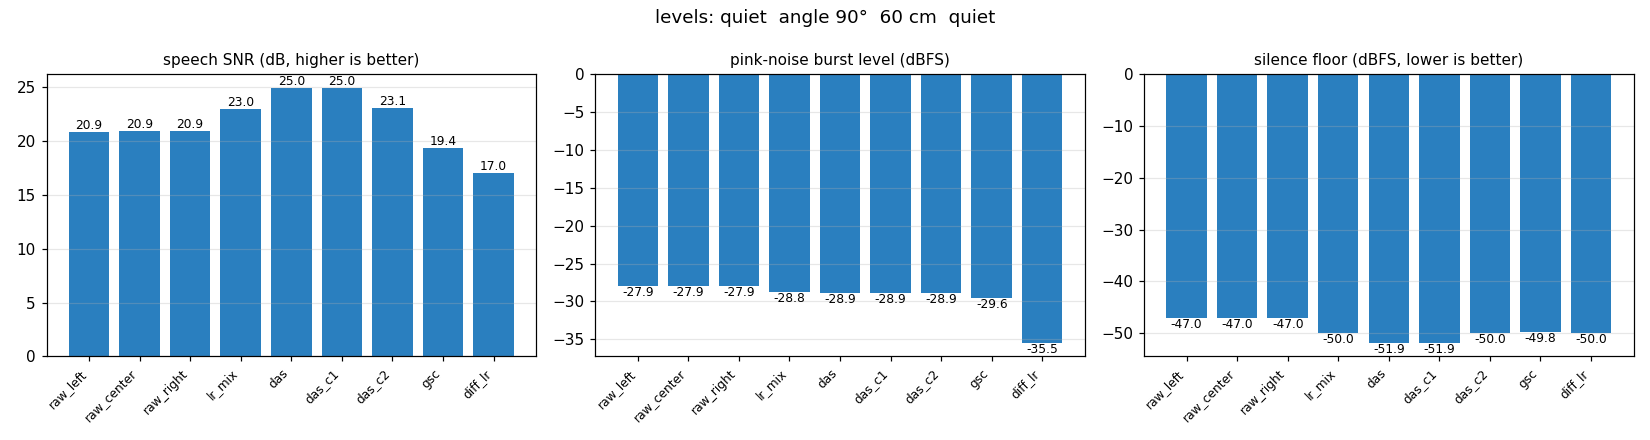 levels: quiet  angle 90°  60 cm  quiet
speech SNR (dB, higher is better)
25
20
15
10
5
0
20.9
20.9
20.9
23.0
25.0
25.0
23.1
19.4
17.0
raw_left
raw_center
raw_right
lr_mix
das
das_c1
das_c2
gsc
diff_lr
pink-noise burst level (dBFS)
0
−5
−10
−15
−20
−25
−30
−35
-27.9
-27.9
-27.9
-28.8
-28.9
-28.9
-28.9
-29.6
-35.5
raw_left
raw_center
raw_right
lr_mix
das
das_c1
das_c2
gsc
diff_lr
silence floor (dBFS, lower is better)
0
−10
−20
−30
−40
−50
-47.0
-47.0
-47.0
-50.0
-51.9
-51.9
-50.0
-49.8
-50.0
raw_left
raw_center
raw_right
lr_mix
das
das_c1
das_c2
gsc
diff_lr